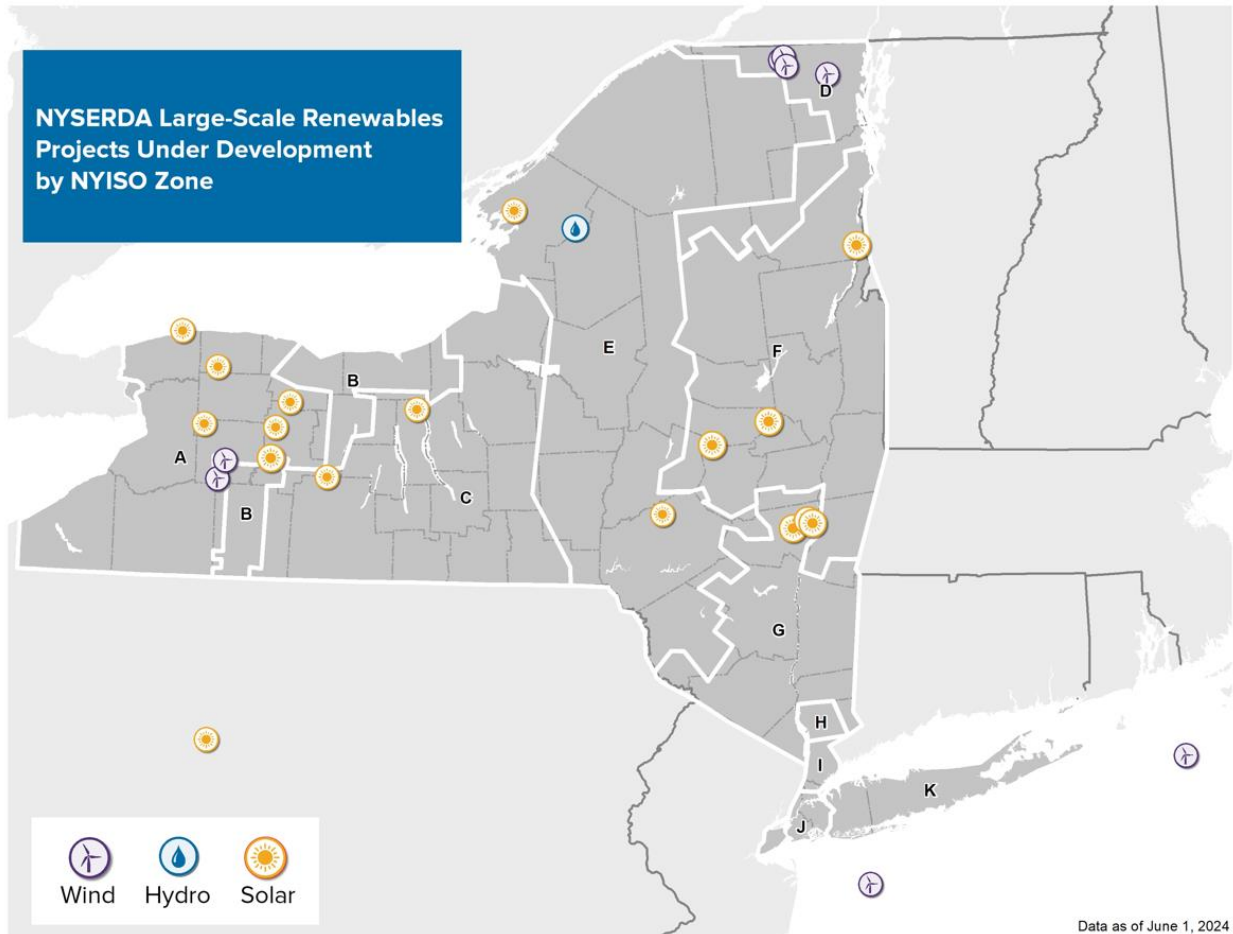 NYSERDA Large-Scale Renewables
Projects Under Development
by NYISO Zone
D
E
F
B
A
C
B
G
H
I
K
J
Wind Hydro Solar
Data as of June 1, 2024